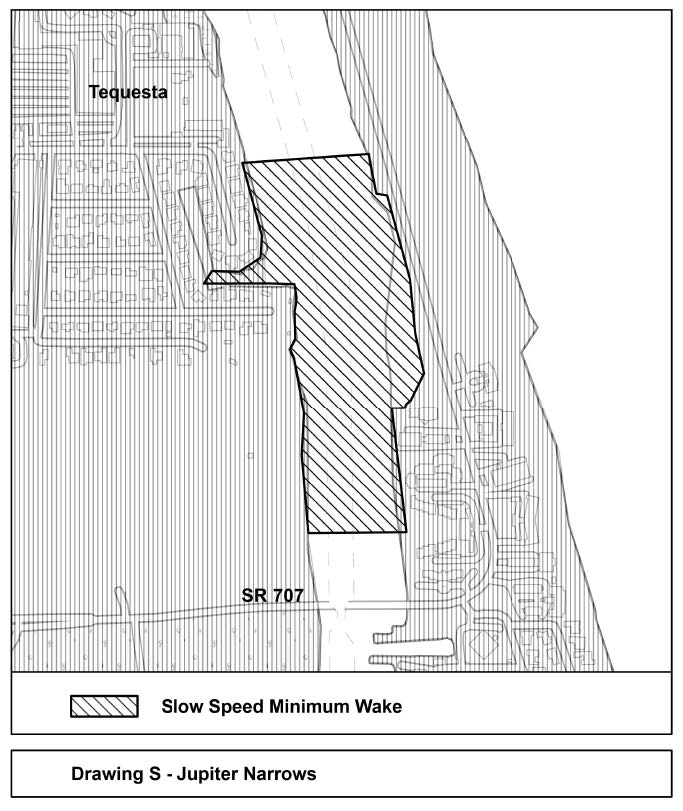 Tequesta
SR 707
Slow Speed Minimum Wake
Drawing S - Jupiter Narrows